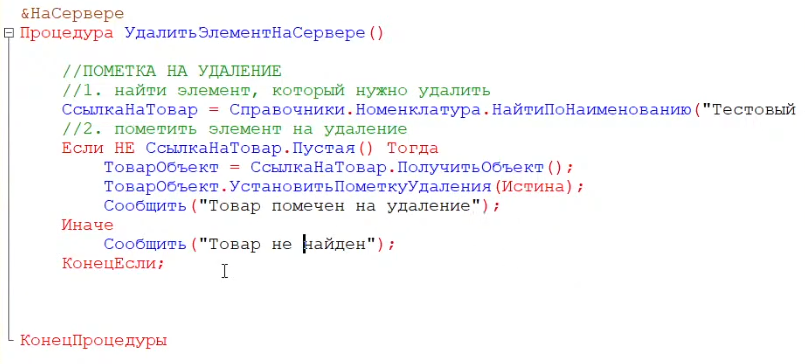 &НаСервере
Процедура УдалитьЭлементНаСервере()
//ПОМЕТКА НА УДАЛЕНИЕ
//1. найти элемент, который нужно удалить
СсылкаНаТовар = Справочники.Номенклатура.НайтиПоНаименованию("Тестовый
//2. пометить элемент на удаление
Если НЕ СсылкаНаТовар.Пустая() Тогда
ТоварОбъект = СсылкаНаТовар.ПолучитьОбъект();
ТоварОбъект.УстановитьПометкуУдаления(Истина);
Сообщить("Товар помечен на удаление");
Иначе
Сообщить("Товар не найден");
КонецЕсли;
КонецПроцедуры